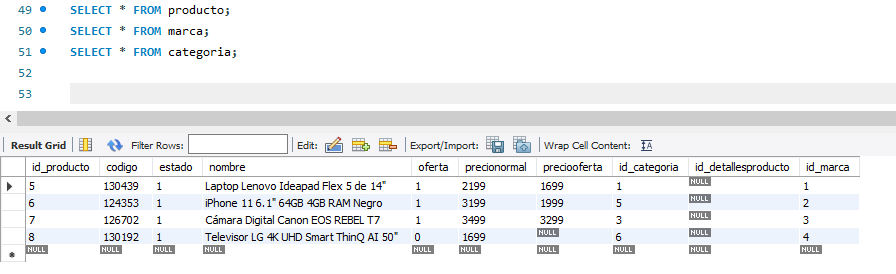 49 SELECT * FROM producto;
50 SELECT * FROM marca;
51 SELECT * FROM categoria;
52
53
Result Grid Filter Rows: Edit: Export/Import: Wrap Cell Content: IA
id_producto codigo estado nombre oferta precionormal preciooferta id_categoria id_detallesproducto id_marca
5 130439 1 Laptop Lenovo Ideapad Flex 5 de 14" 1 2199 1699 1 NULL 1
6 124353 1 iPhone 11 6.1" 64GB 4GB RAM Negro 1 3199 1999 5 NULL 2
7 126702 1 Cámara Digital Canon EOS REBEL T7 1 3499 3299 3 NULL 3
8 130192 1 Televisor LG 4K UHD Smart ThinQ AI 50" 0 1699 NULL 6 NULL 4
NULL NULL NULL NULL NULL NULL NULL NULL NULL NULL